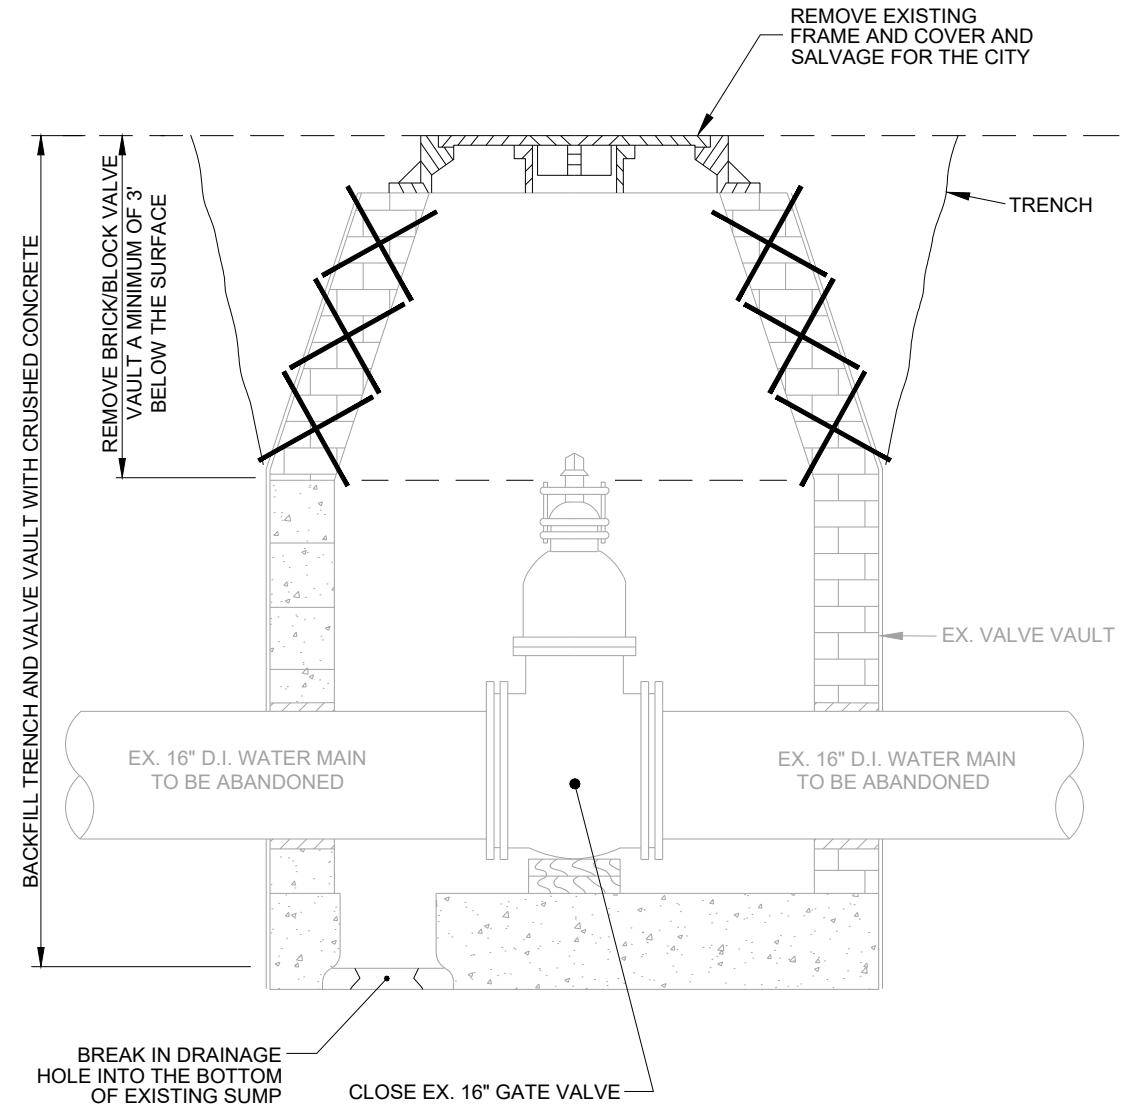 REMOVE EXISTING
FRAME AND COVER AND
SALVAGE FOR THE CITY
TRENCH
BACKFILL TRENCH AND VALVE VAULT WITH CRUSHED CONCRETE
REMOVE BRICK/BLOCK VALVE
VAULT A MINIMUM OF 3'
BELOW THE SURFACE
EX. VALVE VAULT
EX. 16" D.I. WATER MAIN
TO BE ABANDONED
EX. 16" D.I. WATER MAIN
TO BE ABANDONED
BREAK IN DRAINAGE
HOLE INTO THE BOTTOM
OF EXISTING SUMP
CLOSE EX. 16" GATE VALVE